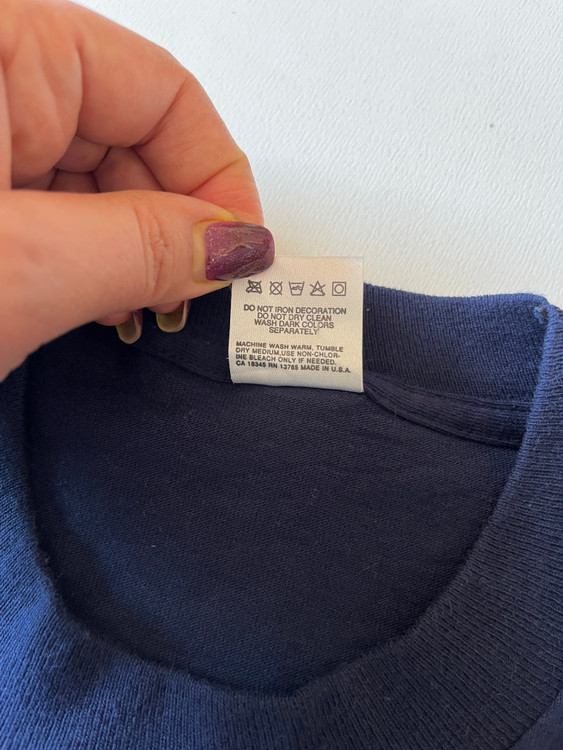 DO NOT IRON DECORATION
DO NOT DRY CLEAN
WASH DARK COLORS
SEPARATELY
MACHINE WASH WARM, TUMBLE
DRY MEDIUM,USE NON-CHLOR-
INE BLEACH ONLY IF NEEDED.
CA 15345 RN 13765 MADE IN U.S.A.